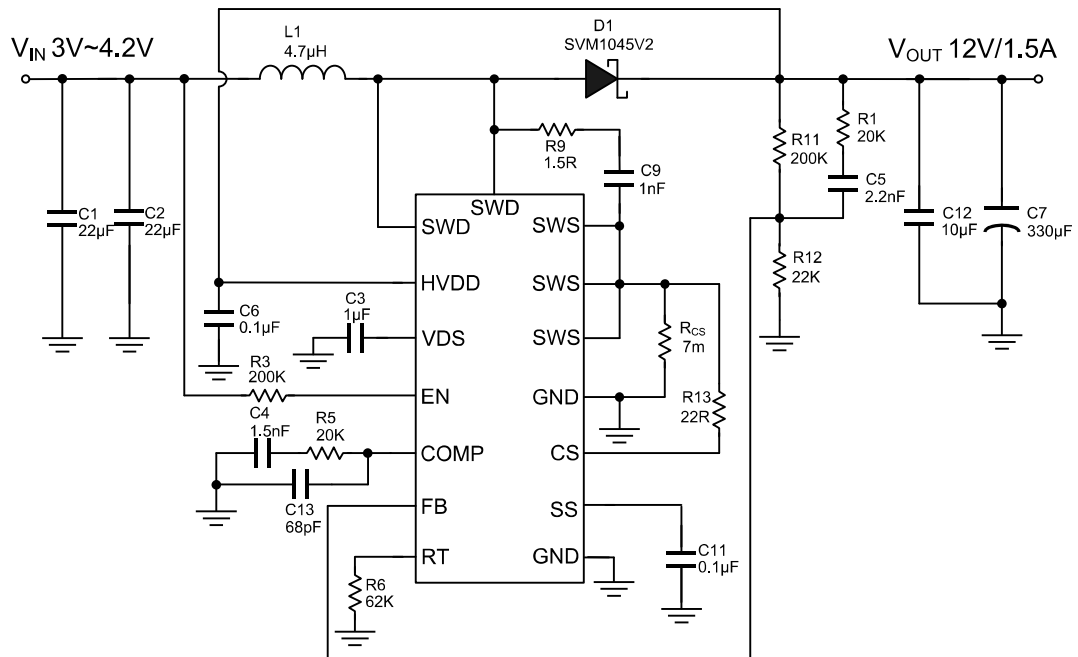 L1
4.7μH
D1
SVM1045V2
VIN 3V~4.2V
VOUT 12V/1.5A
R9
1.5R
C9
1nF
R11
200K
R1
20K
C5
2.2nF
C1
22μF
C2
22μF
C12
10μF
C7
330μF
R12
22K
SWD
SWD
SWS
HVDD
SWS
C6
0.1μF
C3
1μF
VDS
SWS
RCS
7m
R3
200K
EN
GND
R13
22R
C4
1.5nF
R5
20K
COMP
CS
C13
68pF
FB
SS
RT
GND
C11
0.1μF
R6
62K